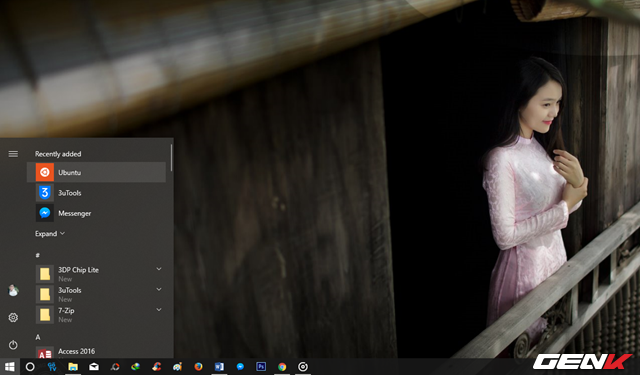 Recently added
Ubuntu
3uTools
Messenger
Expand
#
3DP Chip Lite
New
3uTools
New
7-Zip
New
A
Access 2016
GENK